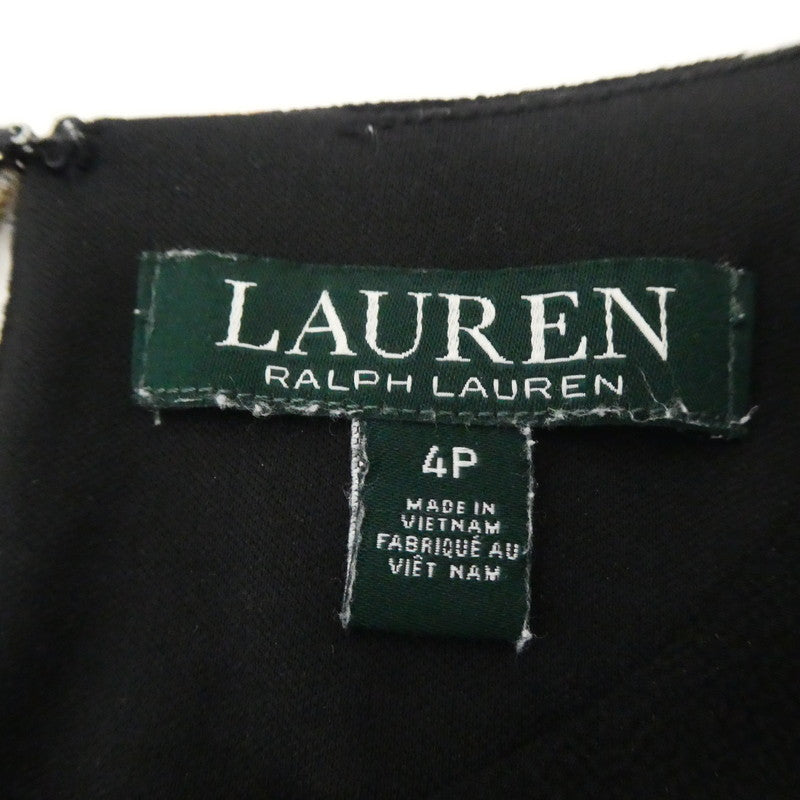 LAUREN
RALPH LAUREN
4P
MADE IN
VIETNAM
FABRIQUÉ AU
VIÊT NAM